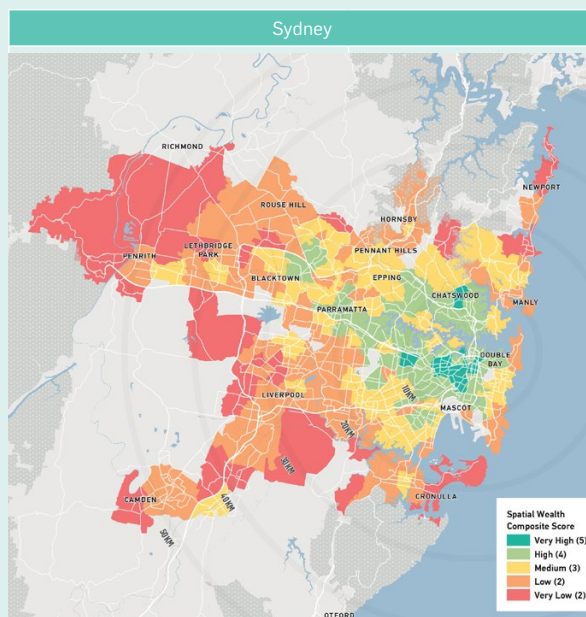 Sydney
RICHMOND
NEWPORT
ROUSE HILL
HORNSBY
LETHBRIDGE
PARK
PENNANT HILLS
PENRITH
BLACKTOWN
EPPING
CHATSWOOD
MANLY
PARRAMATTA
DOUBLE
BAY
10KM
LIVERPOOL
MASCOT
20KM
30KM
CRONULLA
40KM
CAMDEN
50KM
OTFORD
Spatial Wealth
Composite Score
Very High (5)
High (4)
Medium (3)
Low (2)
Very Low (2)